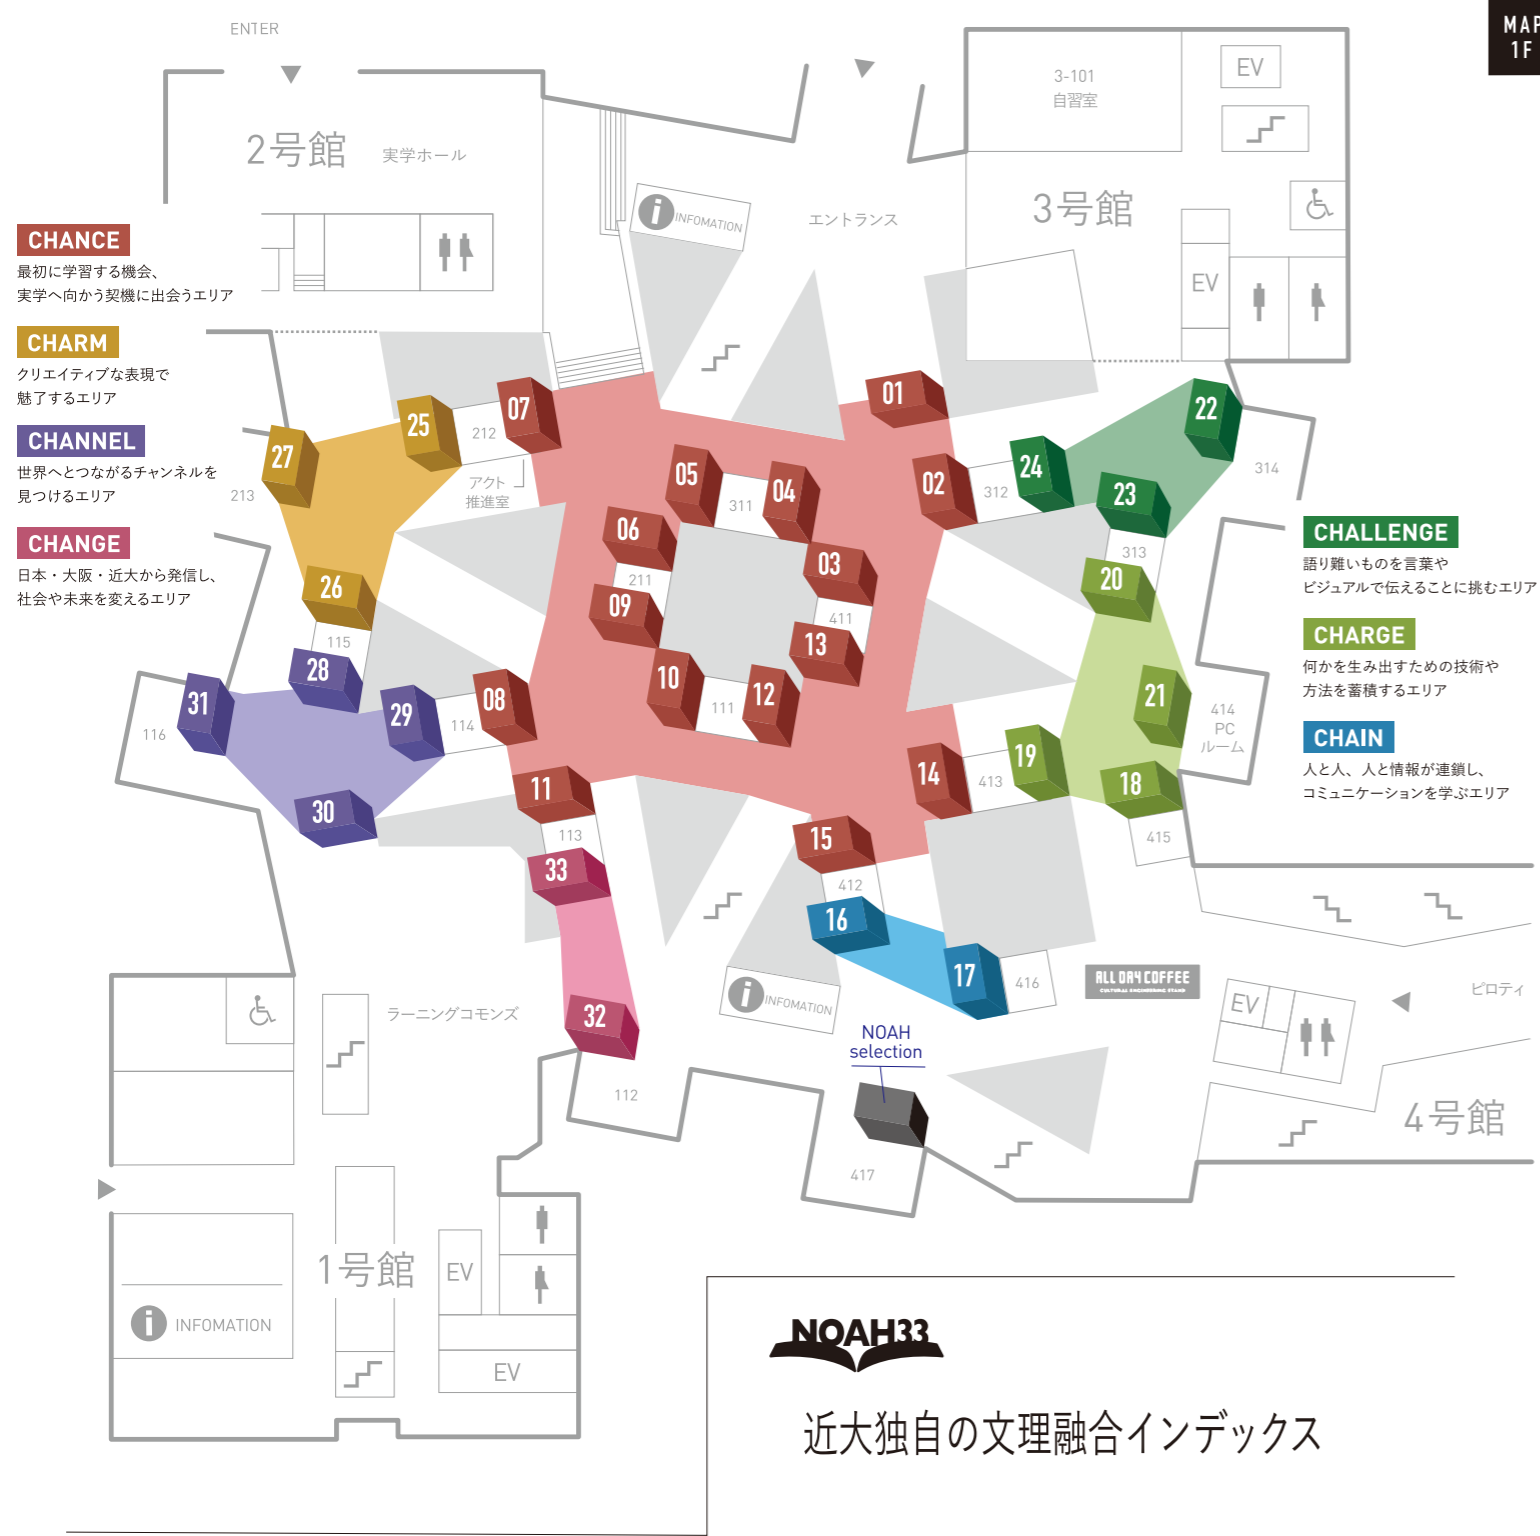 MAP
1F
ENTER
2号館
実学ホール
i INFOMATION
エントランス
3-101
自習室
EV
3号館
EV
CHANCE
最初に学習する機会、
実学へ向かう契機に出会うエリア
CHARM
クリエイティブな表現で
魅了するエリア
CHANNEL
世界へとつながるチャンネルを
見つけるエリア
CHANGE
日本・大阪・近大から発信し、
社会や未来を変えるエリア
CHALLENGE
語り難いものを言葉や
ビジュアルで伝えることに挑むエリア
CHARGE
何かを生み出すための技術や
方法を蓄積するエリア
CHAIN
人と人、人と情報が連鎖し、
コミュニケーションを学ぶエリア
01
07
25
212
22
27
213
アクト
推進室
05
04
311
02
312
24
23
314
06
03
313
26
211
20
09
411
115
13
28
10
12
111
31
29
08
21
116
114
414
PC
ルーム
11
14
413
19
18
30
113
15
415
33
412
16
17
416
ALL DAY COFFEE
CULTURAL ENGINEERING STAND
i INFOMATION
ラーニングコモンズ
32
EV
ピロティ
NOAH
selection
112
4号館
417
1号館
EV
i INFOMATION
EV
NOAH33
近大独自の文理融合インデックス